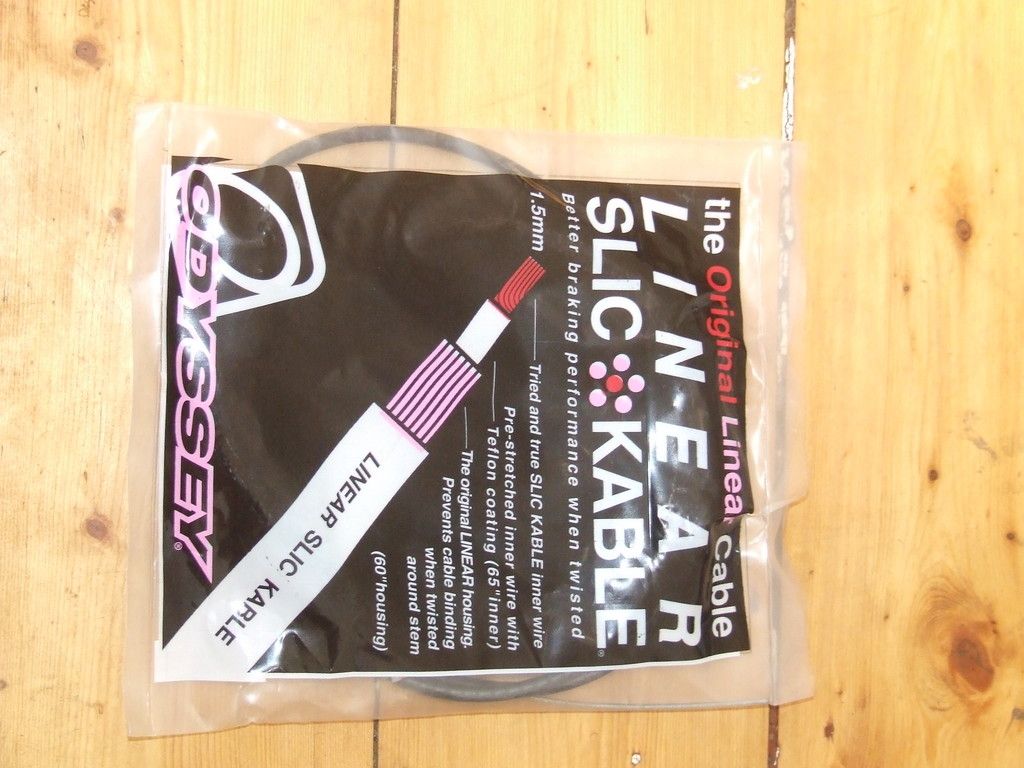 the Original Linear Cable
LINEAR
SLIC KABLE®
Better braking performance when twisted
1.5mm
Tried and true SLIC KABLE inner wire
Pre-stretched inner wire with
Teflon coating (65"inner)
The original LINEAR housing.
Prevents cable binding
when twisted
around stem
(60"housing)
LINEAR SLIC KABLE
ODYSSEY®